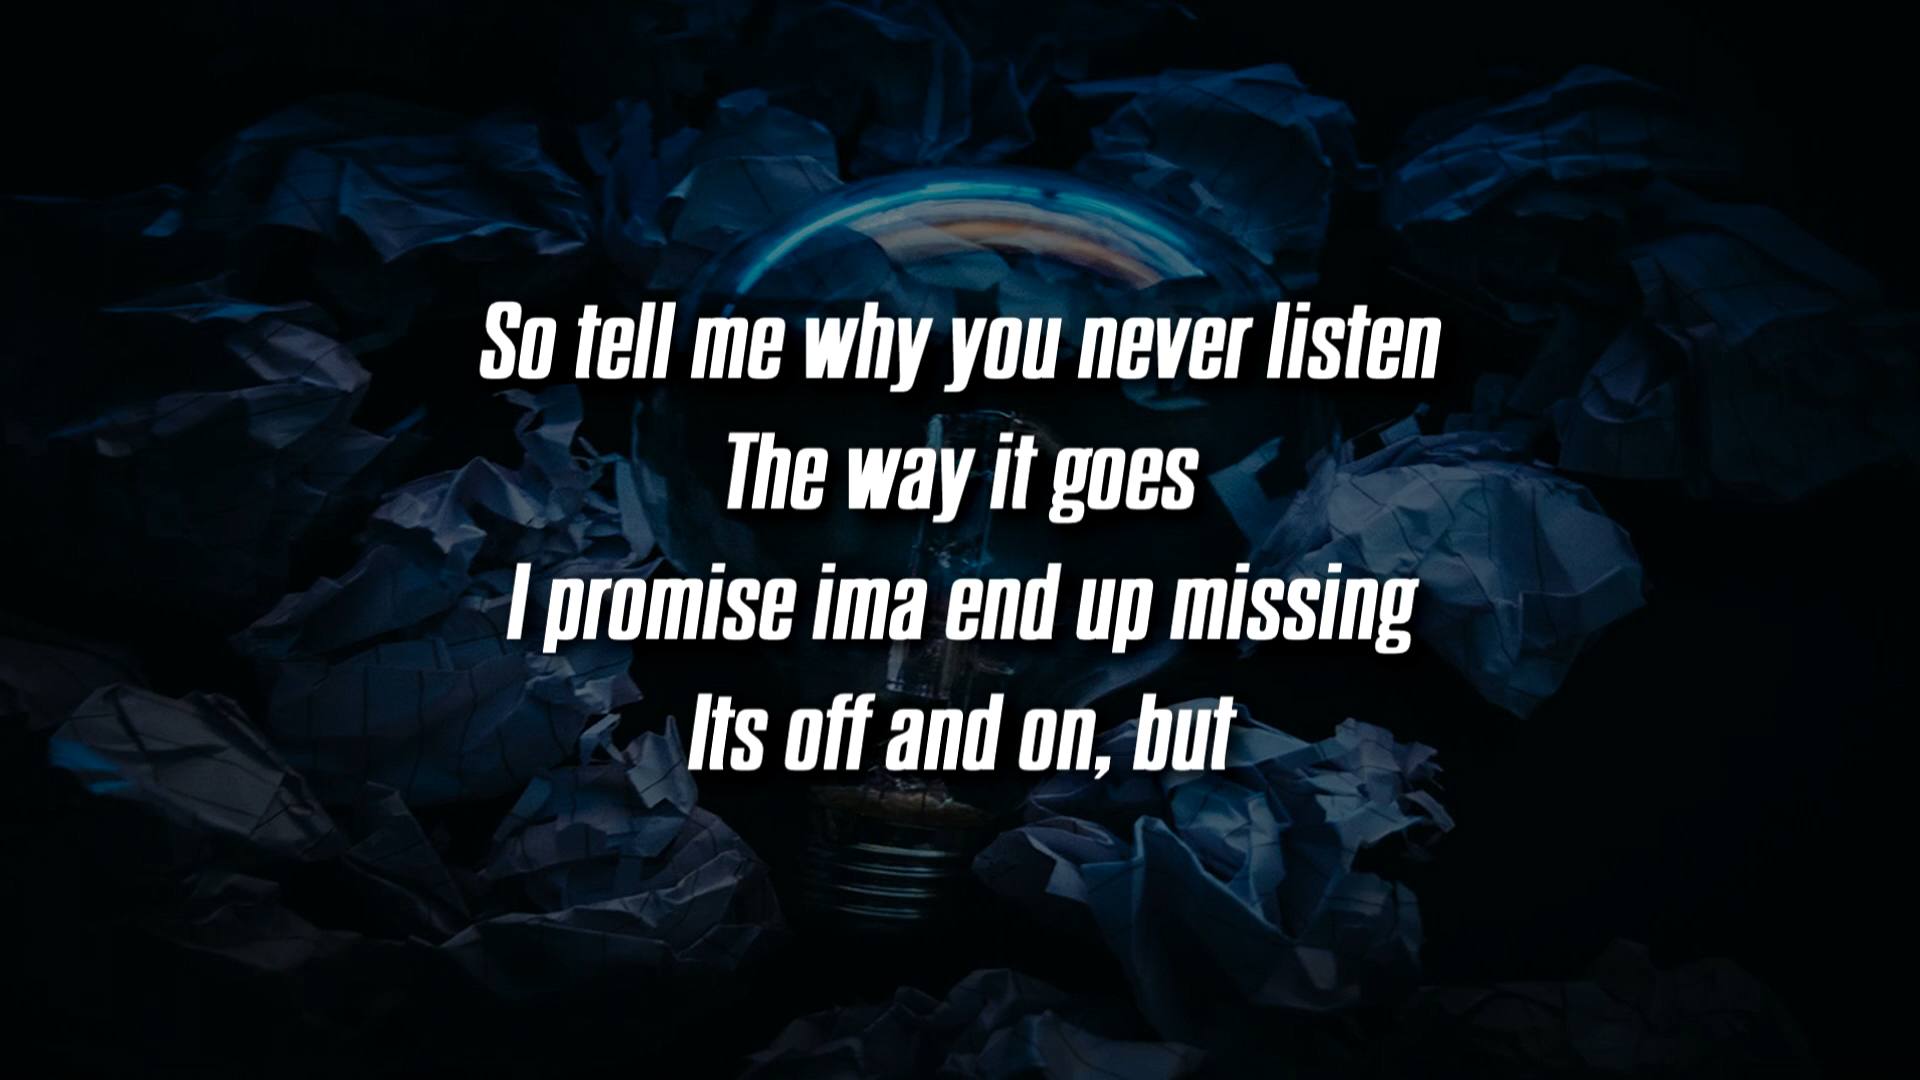 So tell me why you never listen
The way it goes
I promise ima end up missing
Its off and on, but